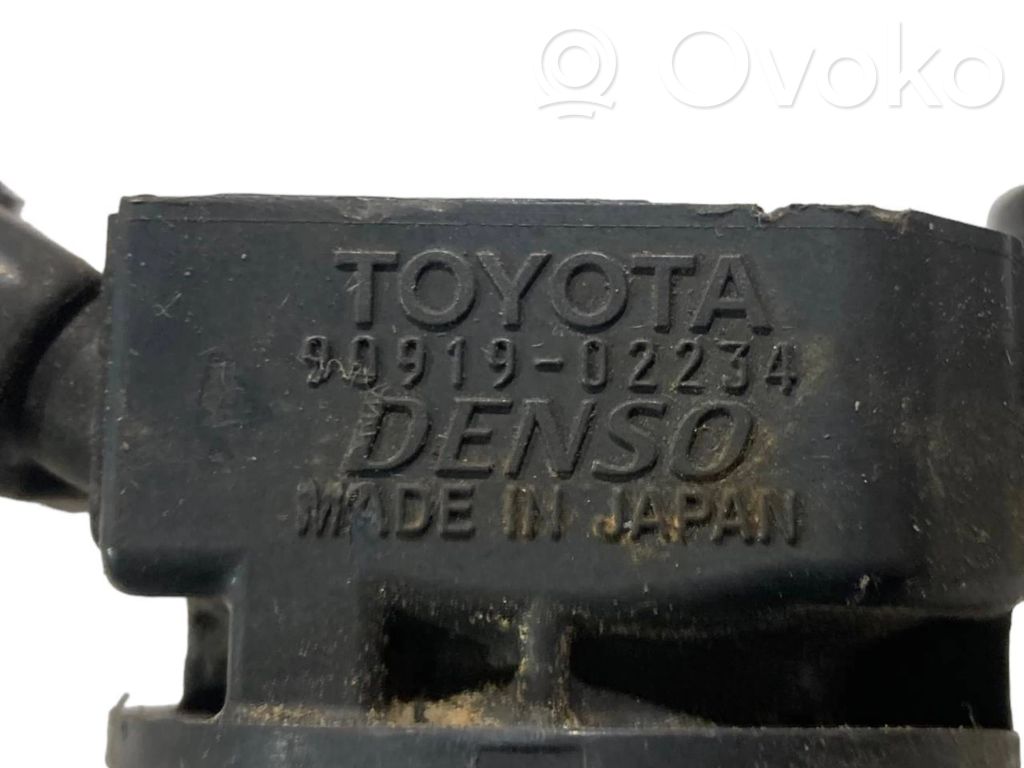 Ovoko
TOYOTA
90919-02234
DENSO
MADE IN JAPAN